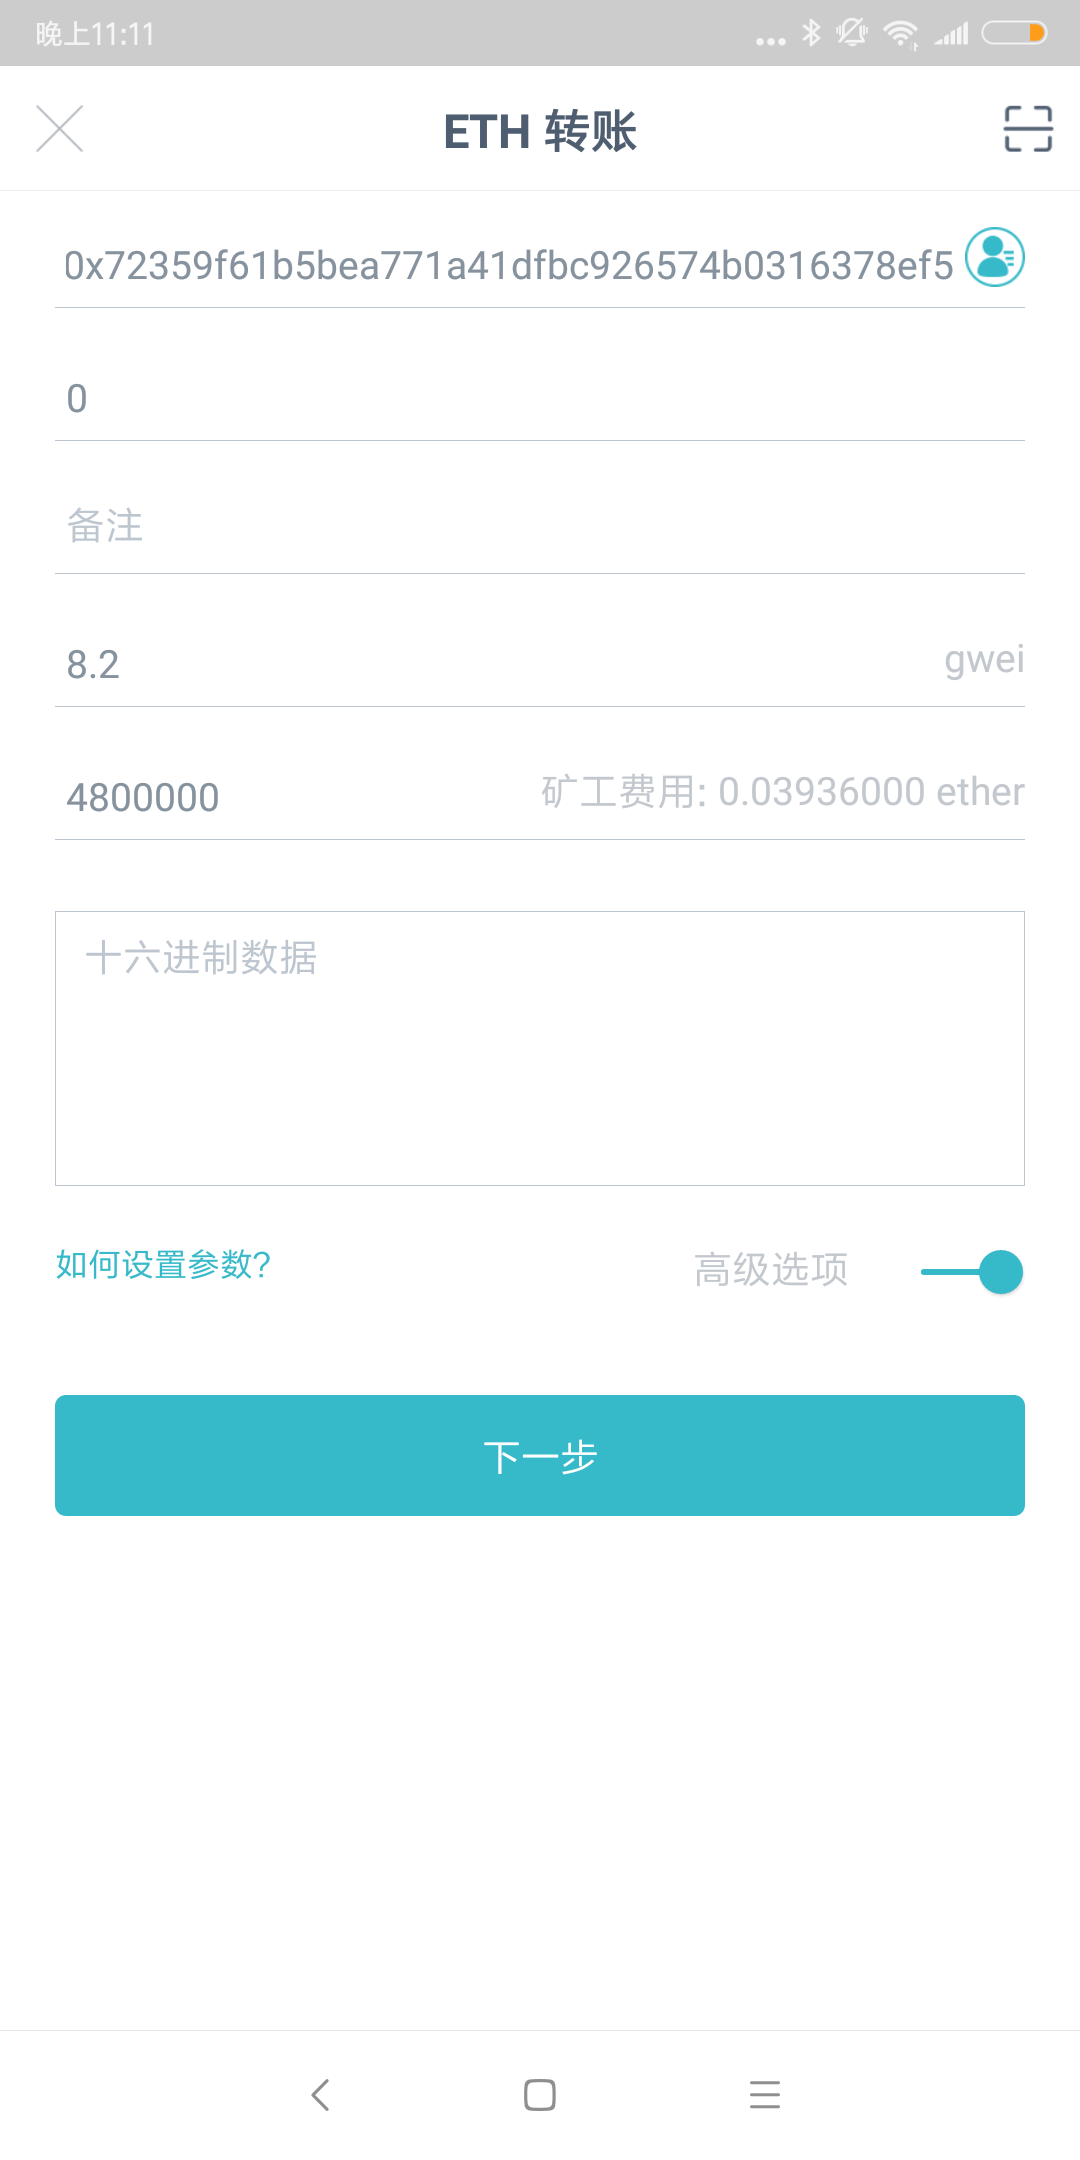 晚上11:11
ETH 转账
0x72359f61b5bea771a41dfbc926574b0316378ef5
0
备注
8.2 gwei
4800000 矿工费用: 0.03936000 ether
十六进制数据
如何设置参数? 高级选项
下一步